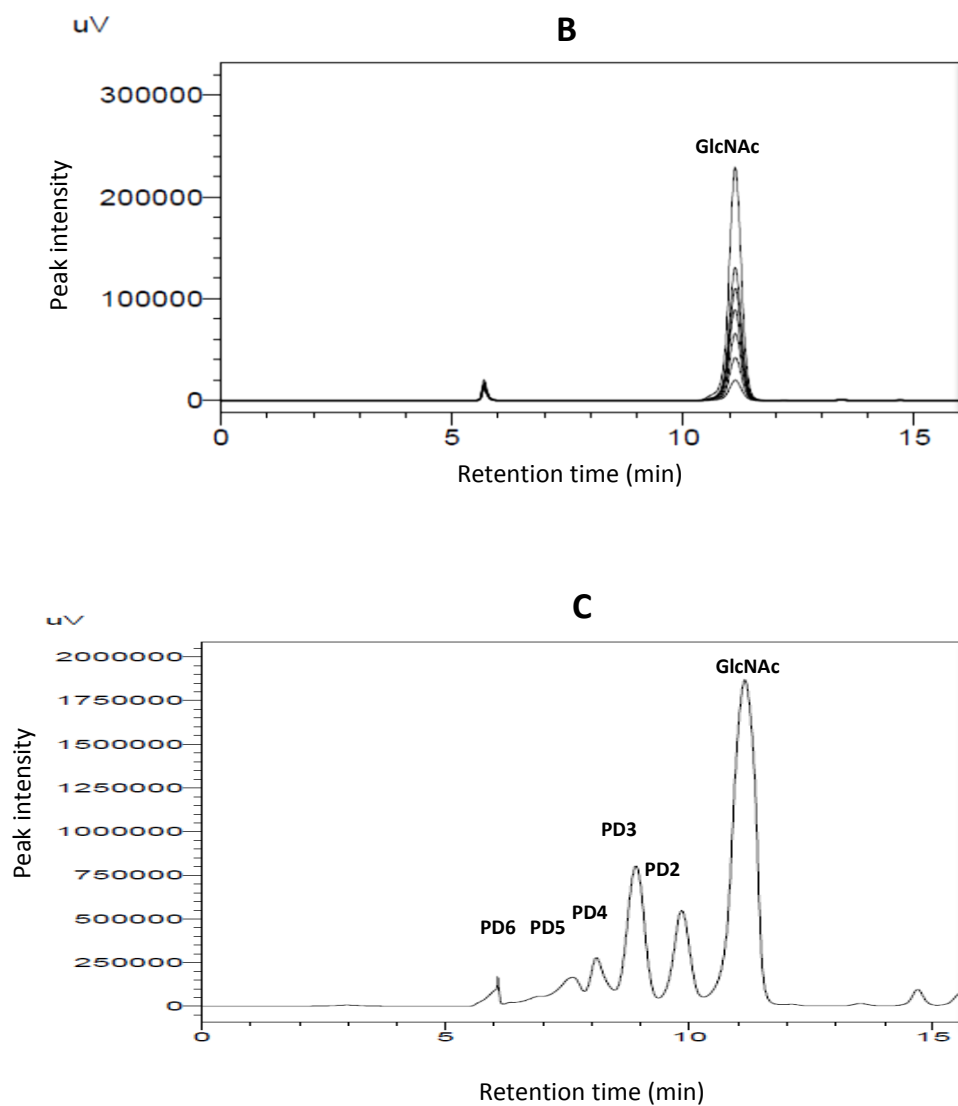 uV
B
300000
200000
100000
0
Peak intensity
GlcNAc
0 5 10 15
Retention time (min)
C
uV
2000000
1750000
1500000
1250000
1000000
750000
500000
250000
0
Peak intensity
GlcNAc
PD3
PD2
PD6 PD5 PD4
0 5 10 15
Retention time (min)